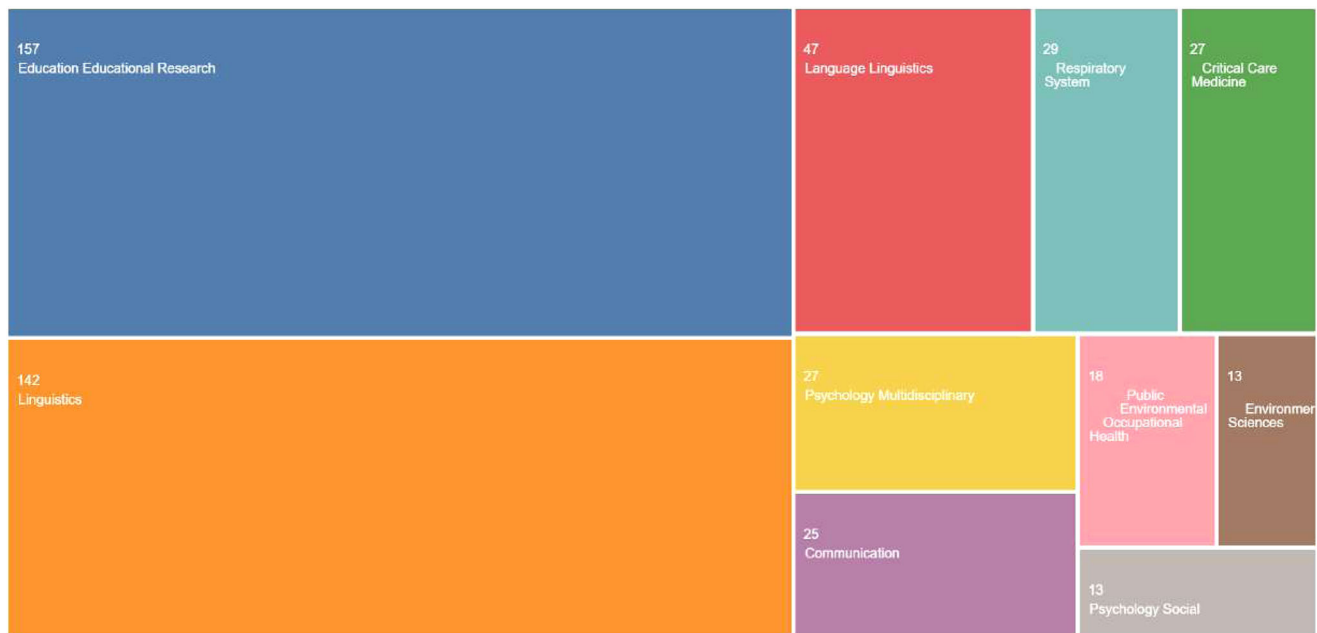 157
Education Educational Research
47
Language Linguistics
29
Respiratory
System
27
Critical Care
Medicine
142
Linguistics
27
Psychology Multidisciplinary
18
Public
Environmental
Occupational
Health
13
Environmen
Sciences
25
Communication
13
Psychology Social